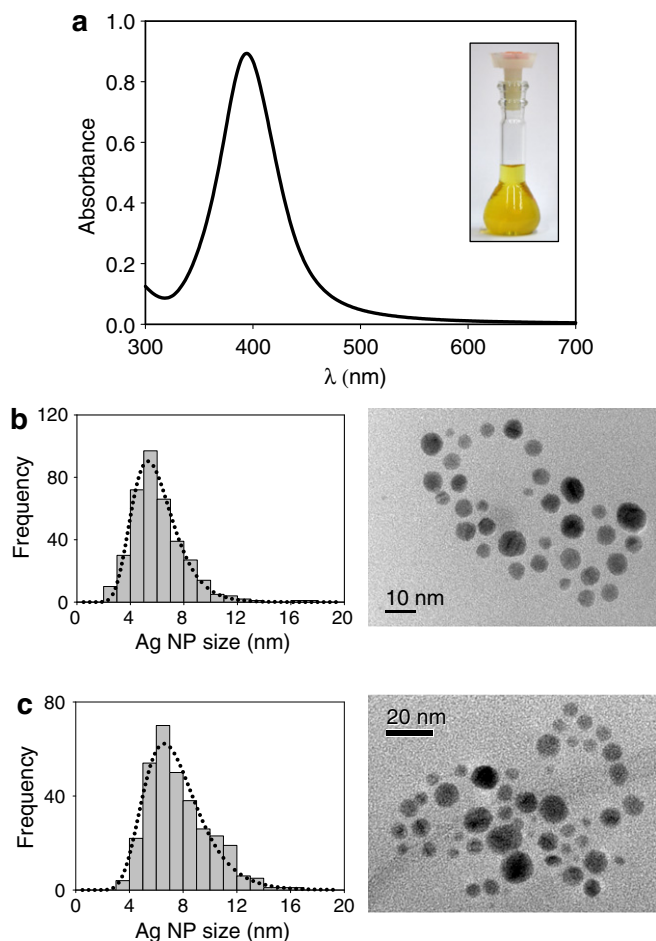 a
1.0
0.8
0.6
0.4
0.2
0.0
Absorbance
300 400 500 600 700
λ (nm)
b
120
80
40
0
Frequency
0 4 8 12 16 20
Ag NP size (nm)
10 nm
c
80
40
0
Frequency
0 4 8 12 16 20
Ag NP size (nm)
20 nm